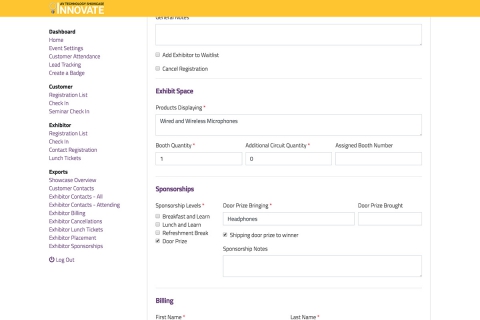 AV TECHNOLOGY SHOWCASE
INNOVATE
General Notes
Add Exhibitor to Waitlist
Cancel Registration
Dashboard
Home
Event Settings
Customer Attendance
Lead Tracking
Create a Badge
Customer
Registration List
Check In
Seminar Check In
Exhibitor
Registration List
Check In
Contact Registration
Lunch Tickets
Exports
Showcase Overview
Customer Contacts
Exhibitor Contacts - All
Exhibitor Contacts - Attending
Exhibitor Billing
Exhibitor Cancellations
Exhibitor Lunch Tickets
Exhibitor Placement
Exhibitor Sponsorships
Log Out
Exhibit Space
Products Displaying *
Wired and Wireless Microphones
Booth Quantity * Additional Circuit Quantity * Assigned Booth Number
1 0
Sponsorships
Sponsorship Levels * Door Prize Bringing * Door Prize Brought
Breakfast and Learn
Lunch and Learn
Refreshment Break
Door Prize
Headphones
Shipping door prize to winner
Sponsorship Notes
Billing
First Name * Last Name *